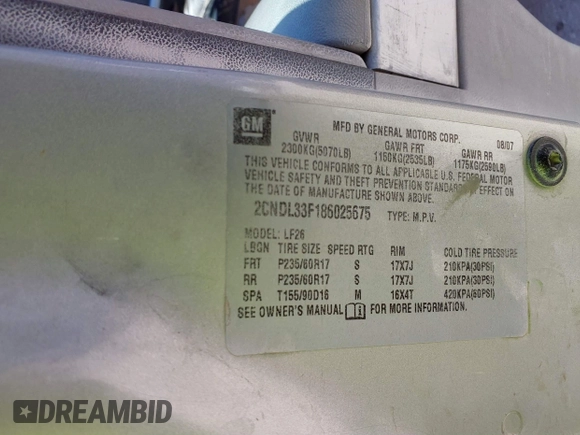 GM
MFD BY GENERAL MOTORS CORP. 08/07
GVWR GAWR FRT GAWR RR
2300KG(5070LB) 1150KG(2535LB) 1175KG(2590LB)
THIS VEHICLE CONFORMS TO ALL APPLICABLE U.S. FEDERAL MOTOR
VEHICLE SAFETY AND THEFT PREVENTION STANDARDS IN EFFECT ON
THE DATE OF MANUFACTURE SHOWN ABOVE.
2CNDL33F186025675 TYPE: M.P.V.
MODEL: LF26
LBGN TIRE SIZE SPEED RTG RIM COLD TIRE PRESSURE
FRT P235/60R17 S 17X7J 210KPA(30PSI)
RR P235/60R17 S 17X7J 210KPA(30PSI)
SPA T155/90D16 M 16X4T 420KPA(60PSI)
SEE OWNER'S MANUAL FOR MORE INFORMATION.
DREAMBID